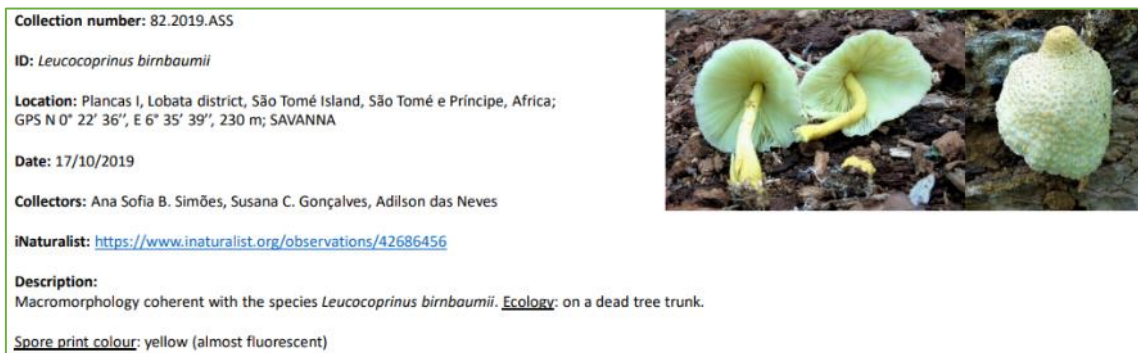 Collection number: 82.2019.ASS
ID: Leucocoprinus birnbaumii
Location: Plancas I, Lobata district, São Tomé Island, São Tomé e Príncipe, Africa;
GPS N 0° 22’ 36’’, E 6° 35’ 39’’, 230 m; SAVANNA
Date: 17/10/2019
Collectors: Ana Sofia B. Simões, Susana C. Gonçalves, Adilson das Neves
iNaturalist: https://www.inaturalist.org/observations/42686456
Description:
Macromorphology coherent with the species Leucocoprinus birnbaumii. Ecology: on a dead tree trunk.
Spore print colour: yellow (almost fluorescent)